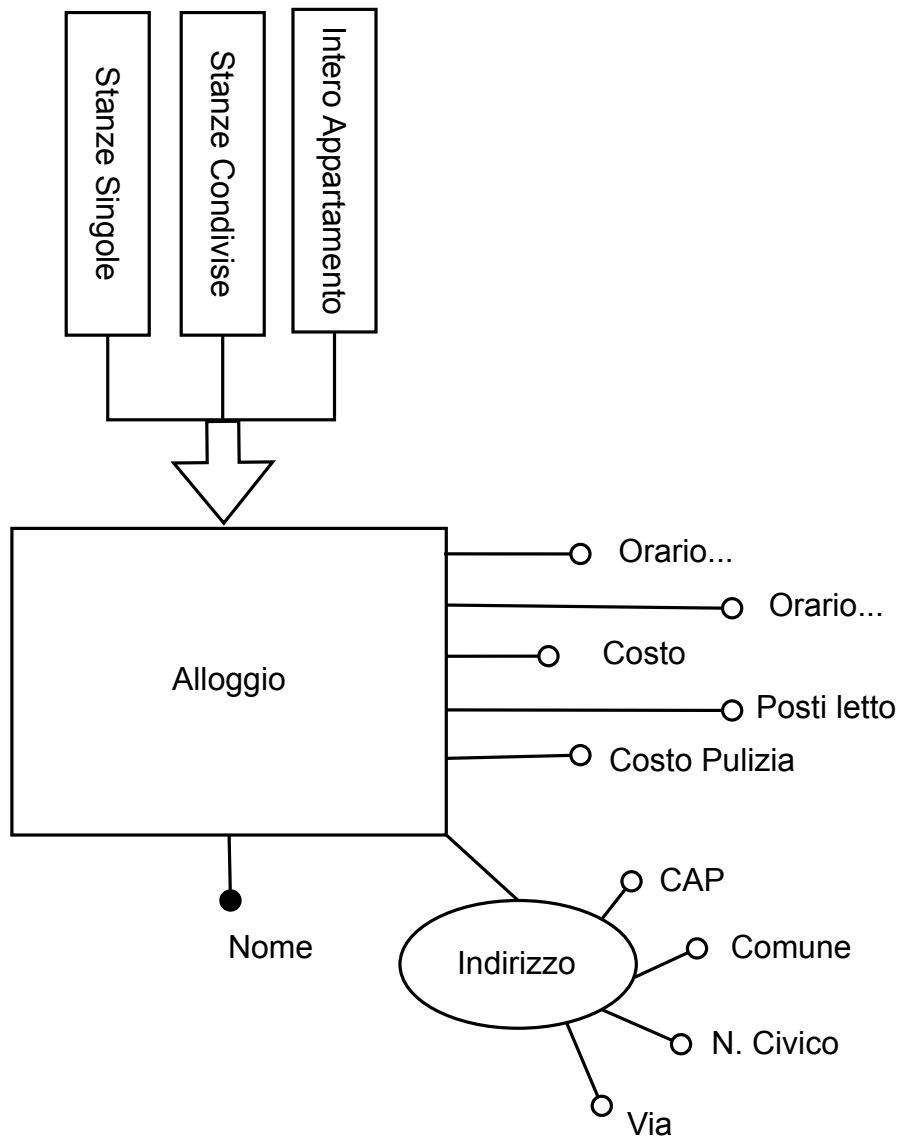 Stanze Singole
Stanze Condivise
Intero Appartamento
Orario...
Orario...
Costo
Alloggio
Posti letto
Costo Pulizia
CAP
Nome
Comune
Indirizzo
N. Civico
Via